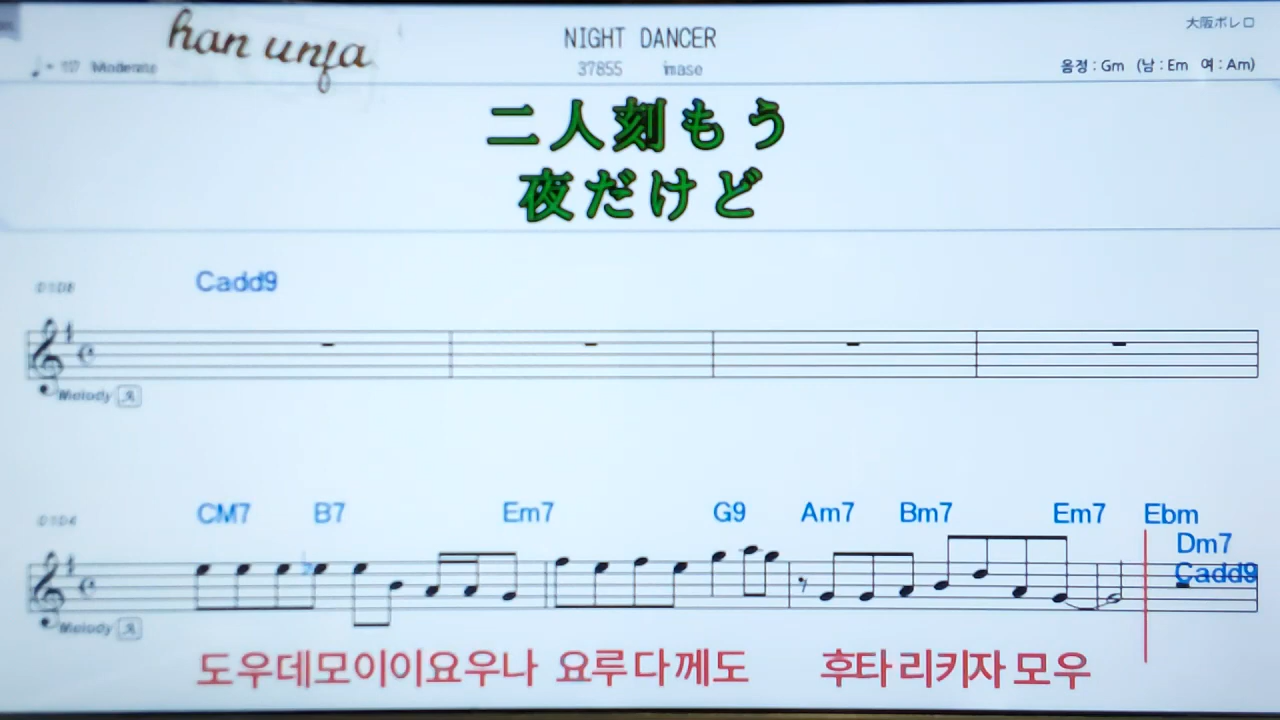 han unfa
NIGHT DANCER
大阪ボレロ
Moderate
37855 imase
음정 : Gm (남 : Em 여 : Am)
二人刻もう
夜だけど
Cadd9
Melody
CM7 B7 Em7 G9 Am7 Bm7 Em7 Ebm
Dm7
Cadd9
Melody
도우데모이이요우나 요루다께도 후타리키자모우